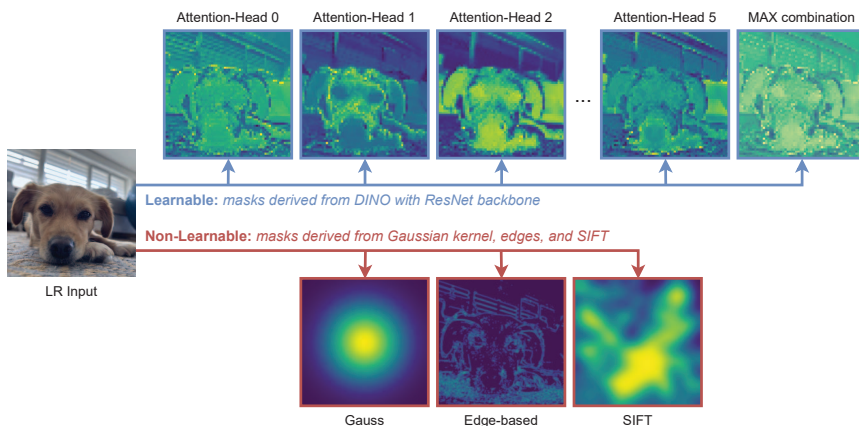 Attention-Head 0
Attention-Head 1
Attention-Head 2
Attention-Head 5
MAX combination
...
Learnable: masks derived from DINO with ResNet backbone
Non-Learnable: masks derived from Gaussian kernel, edges, and SIFT
LR Input
Gauss
Edge-based
SIFT